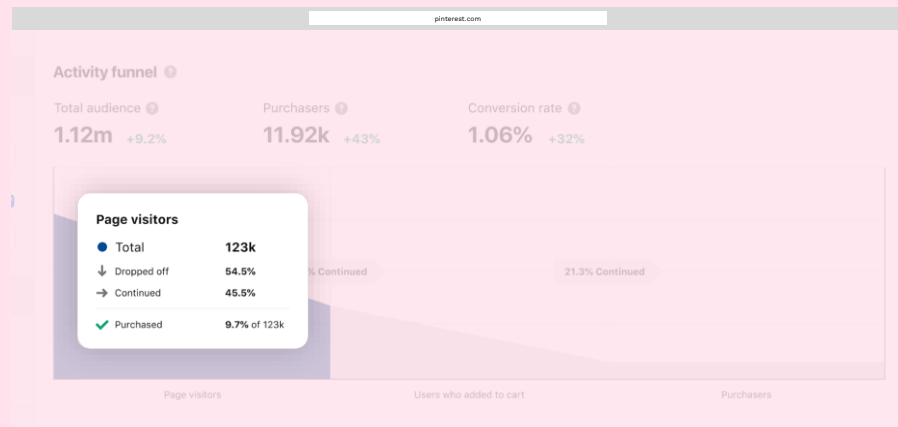 pinterest.com
Activity funnel ?
Total audience ? Purchasers ? Conversion rate ?
1.12m +9.2% 11.92k +43% 1.06% +32%
Page visitors
Total 123k
Dropped off 54.5%
Continued 45.5%
Purchased 9.7% of 123k
% Continued
21.3% Continued
Page visitors Users who added to cart Purchasers